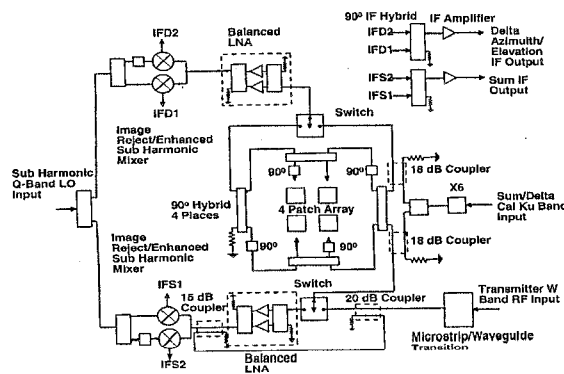 IFD2
Balanced
LNA
IFD1
Image
Reject/Enhanced
Sub Harmonic
Mixer
90º IF Hybrid
IF Amplifier
IFD2
IFD1
Delta
Azimuith/
Elevation
IF Output
IFS2
IFS1
Sum IF
Output
Switch
Sub Harmonic
Q-Band LO
Input
90º
90º
90º Hybrid
4 Places
4 Patch Array
90º
90º
18 dB Coupler
X6
Sum/Delta
Cal Ku Band
Input
18 dB Coupler
Image
Reject/Enhanced
Sub Harmonic
Mixer
IFS1
15 dB
Coupler
IFS2
Switch
20 dB Coupler
Transmitter W
Band RF Input
Balanced
LNA
Microstrip/Waveguide
Transition